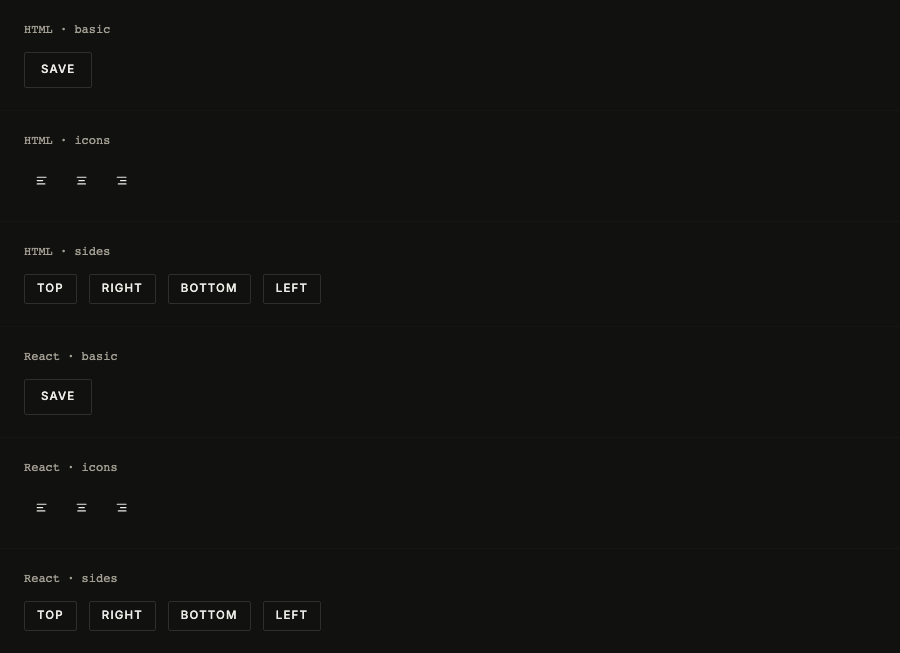 HTML · basic
SAVE
HTML · icons
HTML · sides
TOP RIGHT BOTTOM LEFT
React · basic
SAVE
React · icons
React · sides
TOP RIGHT BOTTOM LEFT